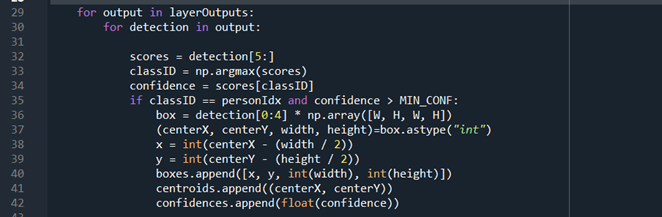 29 for output in layerOutputs:
30 for detection in output:
31
32 scores = detection[5:]
33 classID = np.argmax(scores)
34 confidence = scores[classID]
35 if classID == personIdx and confidence > MIN_CONF:
36 box = detection[0:4] * np.array([W, H, W, H])
37 (centerX, centerY, width, height)=box.astype("int")
38 x = int(centerX - (width / 2))
39 y = int(centerY - (height / 2))
40 boxes.append([x, y, int(width), int(height)])
41 centroids.append((centerX, centerY))
42 confidences.append(float(confidence))